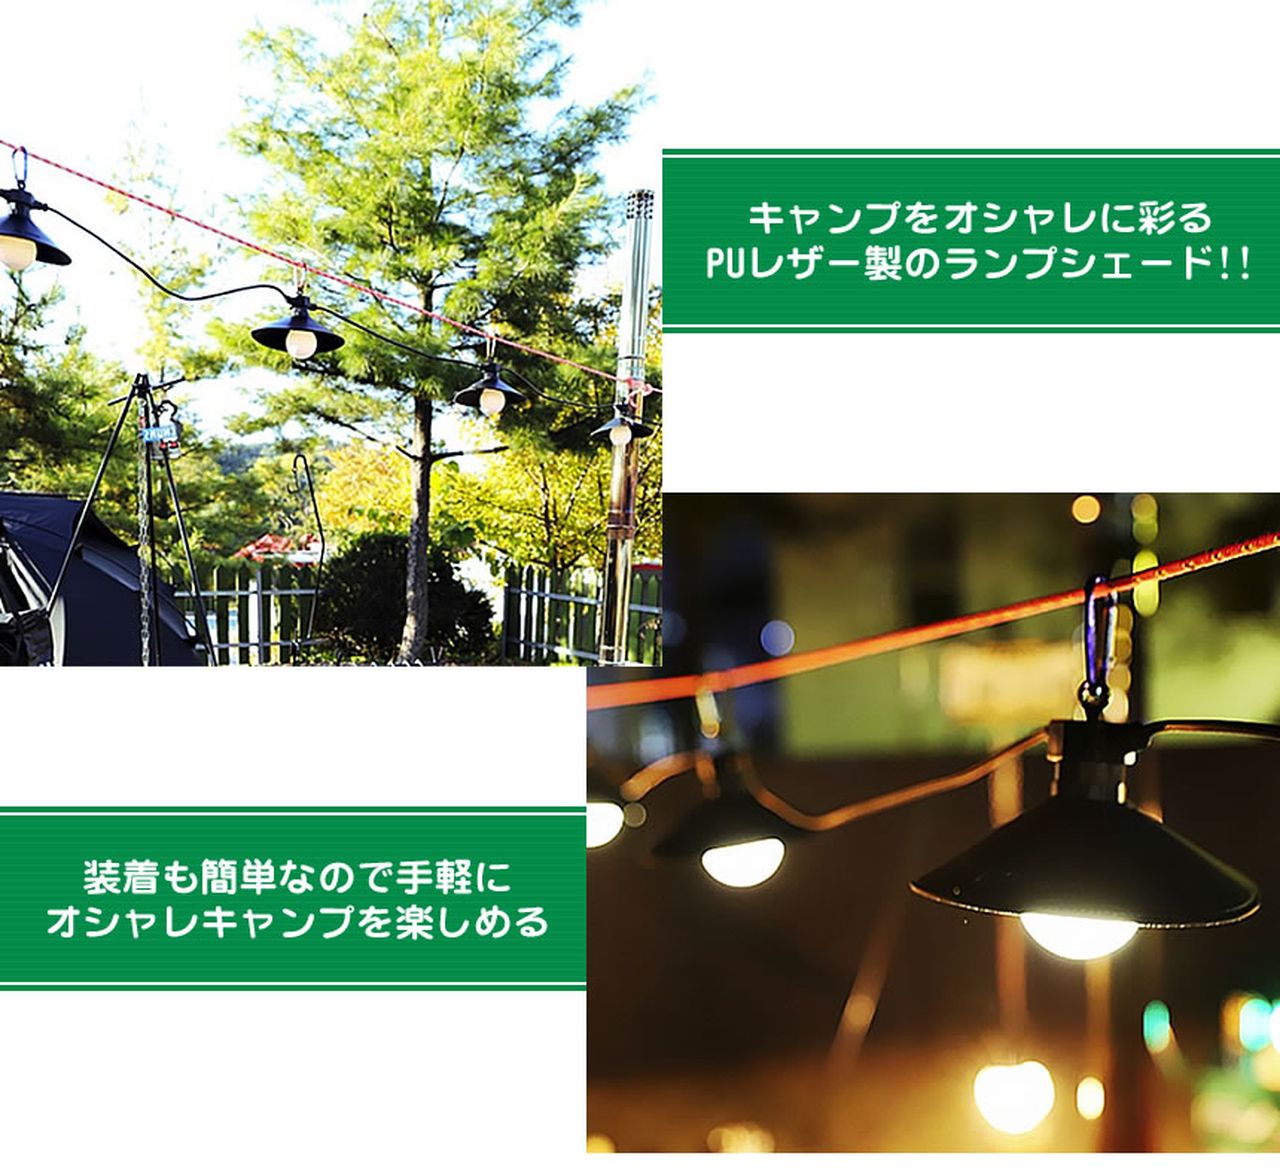 キャンプをオシャレに彩る
PUレザー製のランプシェード!!
装着も簡単なので手軽に
オシャレキャンプを楽しめる